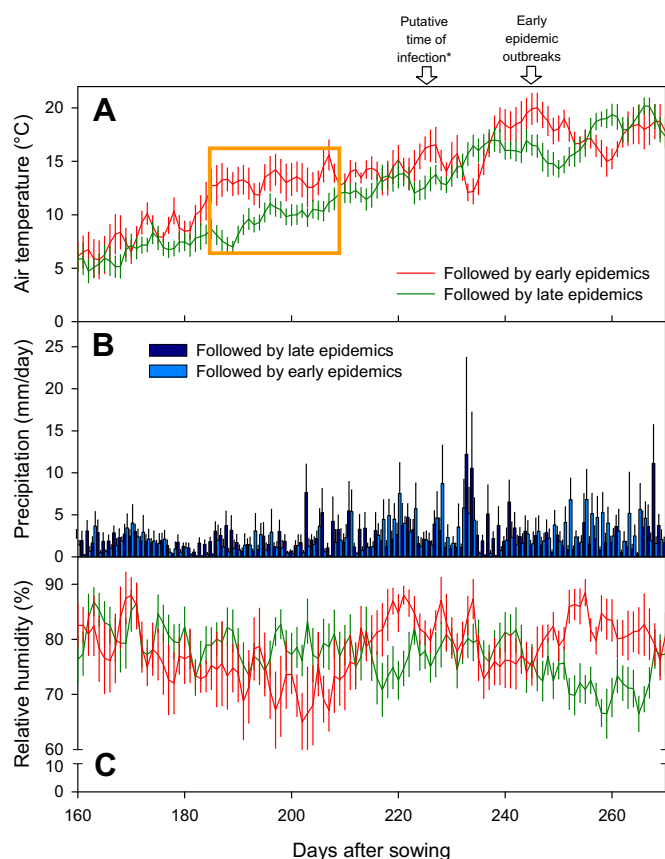 Putative
time of
infection*
Early
epidemic
outbreaks
A
Air temperature (°C)
20
15
10
5
0
Followed by early epidemics
Followed by late epidemics
B
Precipitation (mm/day)
25
20
15
10
5
0
Followed by late epidemics
Followed by early epidemics
C
Relative humidity (%)
90
80
70
60
10
0
160
180
200
220
240
260
Days after sowing